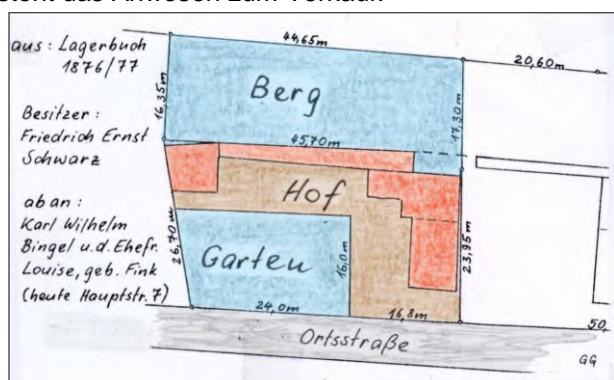 steht das Anwesen zum Verkauf.
aus: Lagerbuch
1876/77
Besitzer:
Friedrich Ernst
Schwarz
ab an:
Karl Wilhelm
Bingel u.d. Ehefr.
Louise, geb. Fink
(heute Hauptstr. 7)
44,65m
20,60m
16,35m
Berg
17,30m
45,70m
Hof
26,70m
Garten
16,0m
23,95m
24,0m
16,8m
50,
Ortsstraße
GG